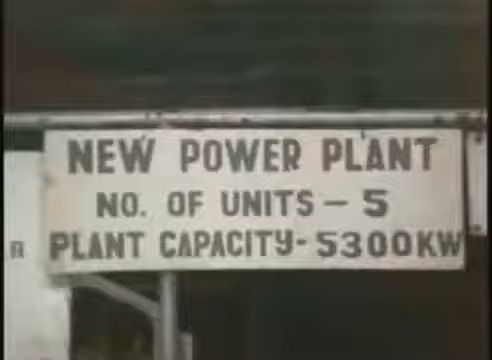 NEW POWER PLANT
NO. OF UNITS – 5
R PLANT CAPACITY- 5300KW